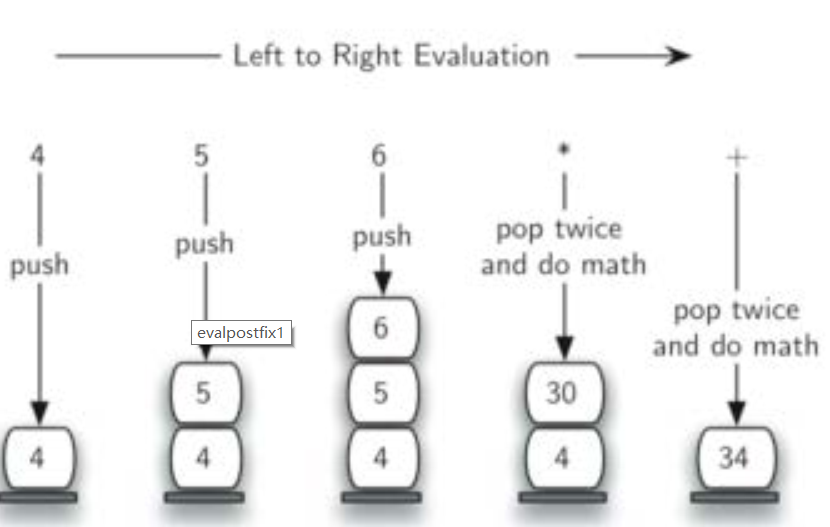 Left to Right Evaluation
4 5 6 * +
push
push
push
pop twice
and do math
pop twice
and do math
evalpostfix1
4
5
4
6
5
4
30
4
34